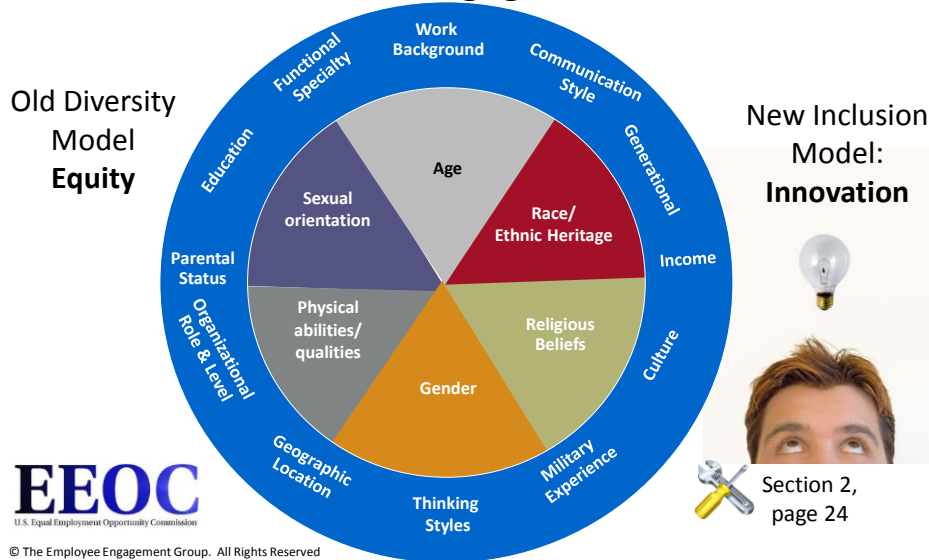 Work
Background
Functional
Specialty
Communication
Style
Old Diversity
Model
Equity
Education
Generational
New Inclusion
Model:
Innovation
Age
Sexual
orientation
Race/
Ethnic Heritage
Parental
Status
Income
Organizational
Role & Level
Physical
abilities/
qualities
Religious
Beliefs
Culture
Gender
Geographic
Location
Military
Experience
Thinking
Styles
EEOC
U.S. Equal Employment Opportunity Commission
Section 2,
page 24
© The Employee Engagement Group. All Rights Reserved